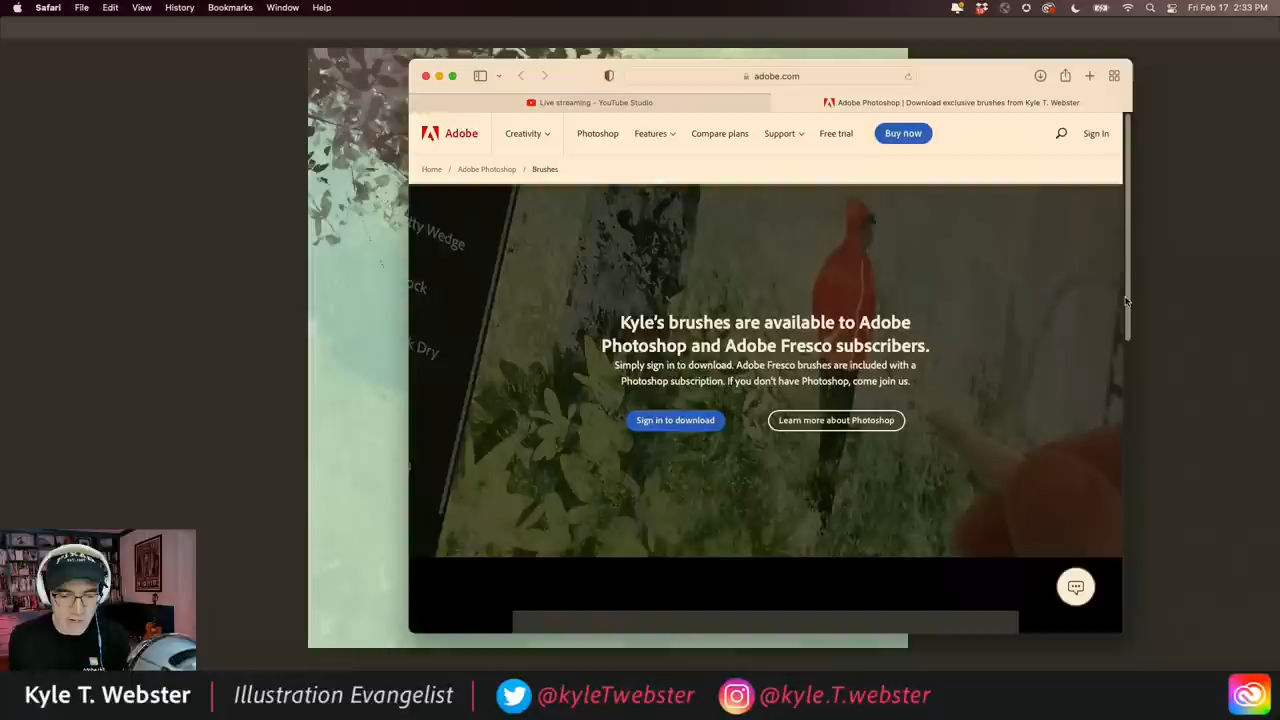 Safari File Edit View History Bookmarks Window Help
Fri Feb 17 2:33 PM
adobe.com
Live streaming - YouTube Studio
Adobe Photoshop | Download exclusive brushes from Kyle T. Webster
Adobe Creativity Photoshop Features Compare plans Support Free trial Buy now Sign In
Home / Adobe Photoshop / Brushes
tty Wedge
ck
k Dry
Kyle's brushes are available to Adobe
Photoshop and Adobe Fresco subscribers.
Simply sign in to download. Adobe Fresco brushes are included with a
Photoshop subscription. If you don't have Photoshop, come join us.
Sign in to download
Learn more about Photoshop
Kyle T. Webster | Illustration Evangelist | @kyleTwebster @kyle.T.webster